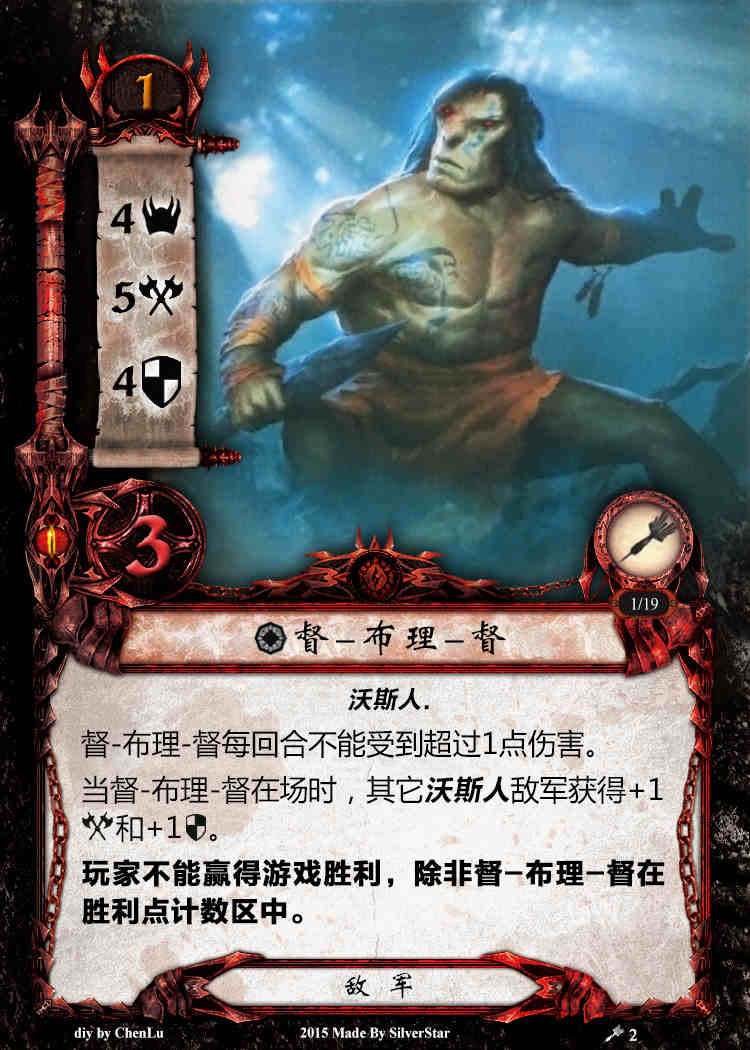 1
4
5
4
3
1/19
督–布理–督
沃斯人.
督-布理-督每回合不能受到超过1点伤害。
当督-布理-督在场时，其它沃斯人敌军获得+1
和+1。
玩家不能赢得游戏胜利，除非督–布理–督在
胜利点计数区中。
敌军
diy by ChenLu
2015 Made By SilverStar
2